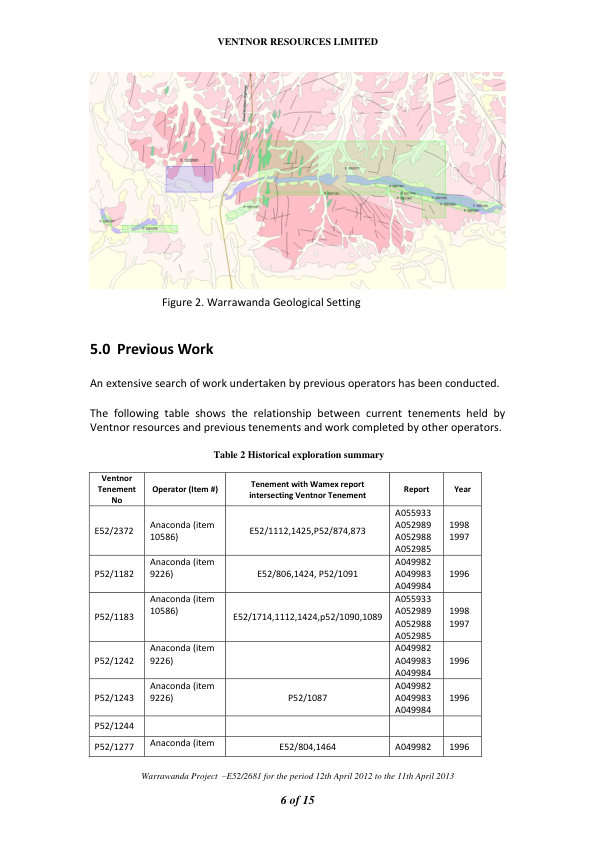 VENTNOR RESOURCES LIMITED
Figure 2. Warrawanda Geological Setting
5.0 Previous Work
An extensive search of work undertaken by previous operators has been conducted.
The following table shows the relationship between current tenements held by
Ventnor resources and previous tenements and work completed by other operators.
Table 2 Historical exploration summary
Ventnor
Tenement
No
Operator (Item #)
Tenement with Wamex report
intersecting Ventnor Tenement
Report
Year
E52/2372
Anaconda (item
10586)
E52/1112,1425,P52/874,873
A055933
A052989
A052988
A052985
1998
1997
P52/1182
Anaconda (item
9226)
E52/806,1424, P52/1091
A049982
A049983
A049984
1996
P52/1183
Anaconda (item
10586)
E52/1714,1112,1424,p52/1090,1089
A055933
A052989
A052988
A052985
1998
1997
P52/1242
Anaconda (item
9226)
A049982
A049983
A049984
1996
P52/1243
Anaconda (item
9226)
P52/1087
A049982
A049983
A049984
1996
P52/1244
P52/1277
Anaconda (item
E52/804,1464
A049982
1996
Warrawanda Project –E52/2681 for the period 12th April 2012 to the 11th April 2013
6 of 15